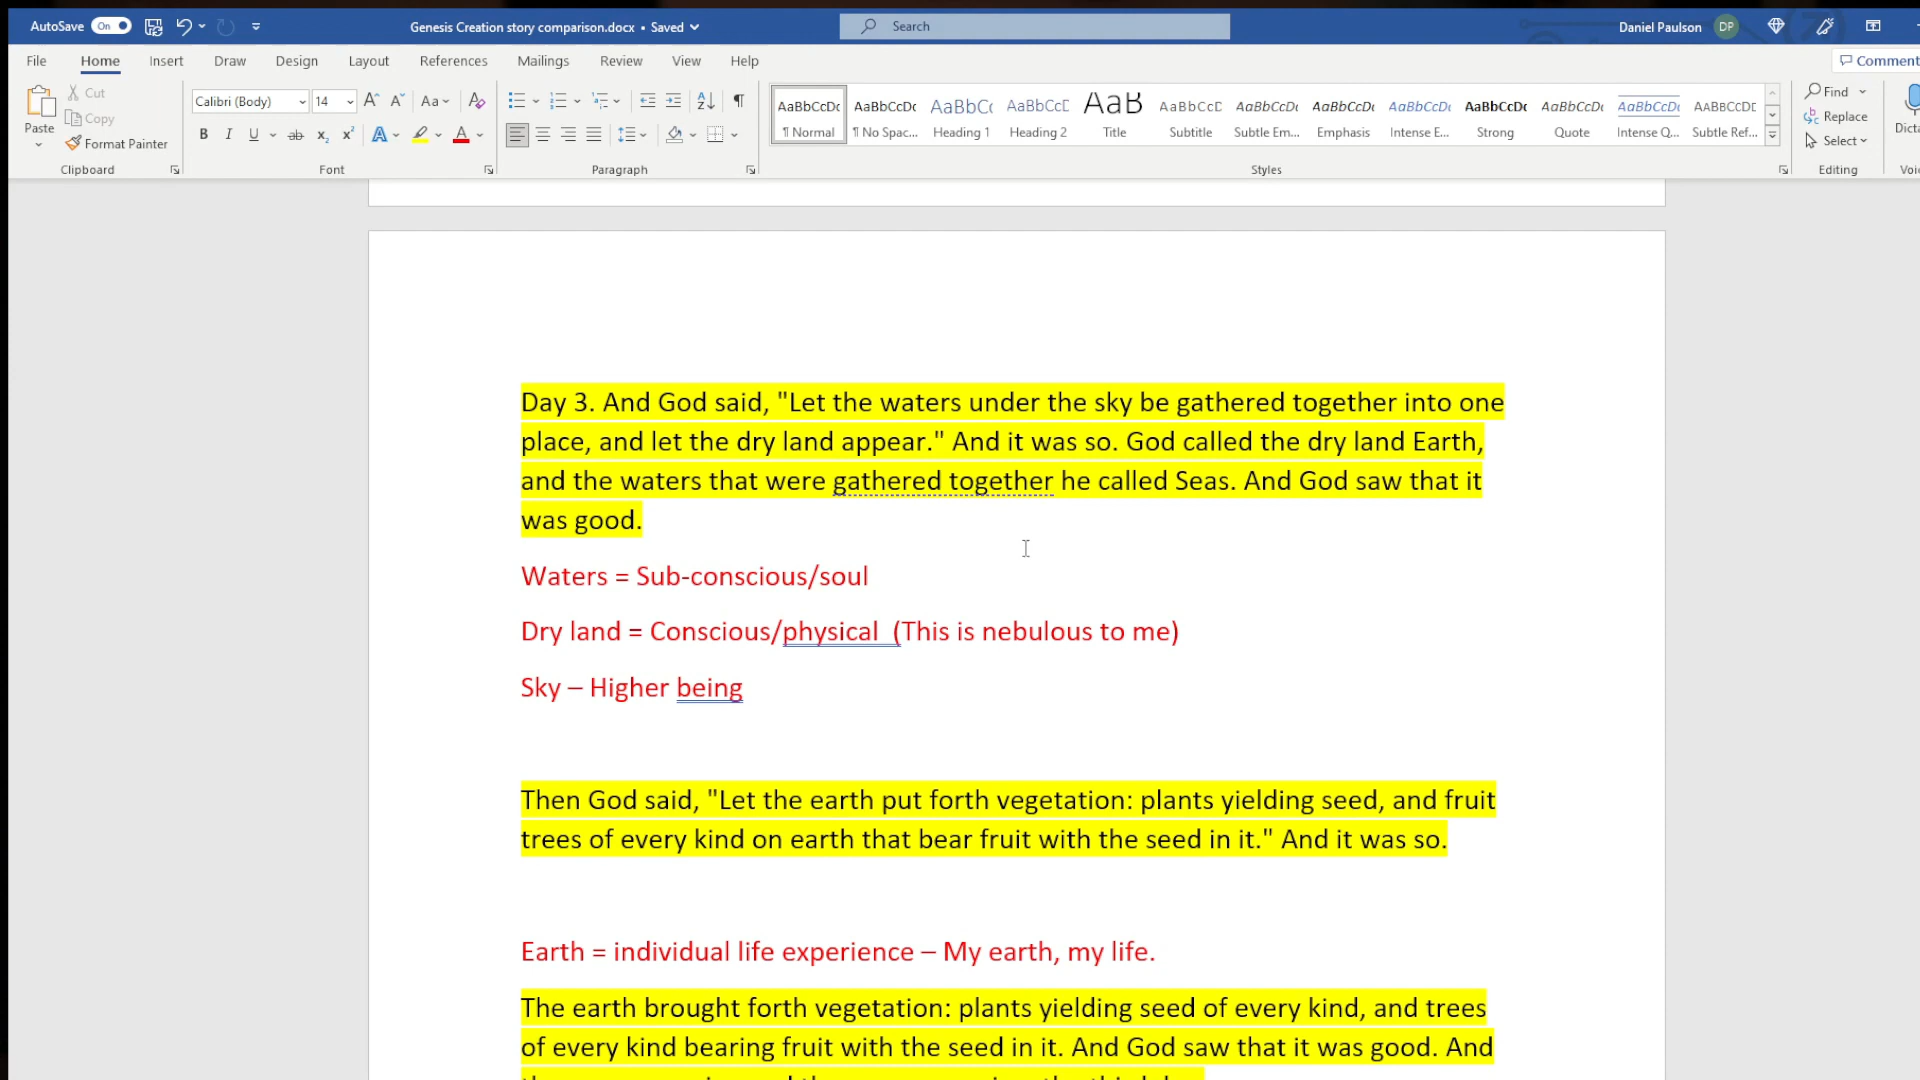 AutoSave On Genesis Creation story comparison.docx • Saved Search Daniel Paulson DP
File Home Insert Draw Design Layout References Mailings Review View Help Comment
Paste Cut Copy Format Painter
Calibri (Body) 14 Aa
B I U ab x₂ x² A A
AaBbCcDc AaBbCcDc AaBbCc AaBbCcD AaB AaBbCcD AaBbCcDc AaBbCcDc AaBbCcDc AaBbCcDc AaBbCcDc AaBbCcDc AaBbCcDc
¶ Normal ¶ No Spac... Heading 1 Heading 2 Title Subtitle Subtle Em... Emphasis Intense E... Strong Quote Intense Q... Subtle Ref...
Find
Replace
Select
Clipboard Font Paragraph Styles Editing
Day 3. And God said, "Let the waters under the sky be gathered together into one
place, and let the dry land appear." And it was so. God called the dry land Earth,
and the waters that were gathered together he called Seas. And God saw that it
was good.
Waters = Sub-conscious/soul
Dry land = Conscious/physical  (This is nebulous to me)
Sky – Higher being
Then God said, "Let the earth put forth vegetation: plants yielding seed, and fruit
trees of every kind on earth that bear fruit with the seed in it." And it was so.
Earth = individual life experience – My earth, my life.
The earth brought forth vegetation: plants yielding seed of every kind, and trees
of every kind bearing fruit with the seed in it. And God saw that it was good. And